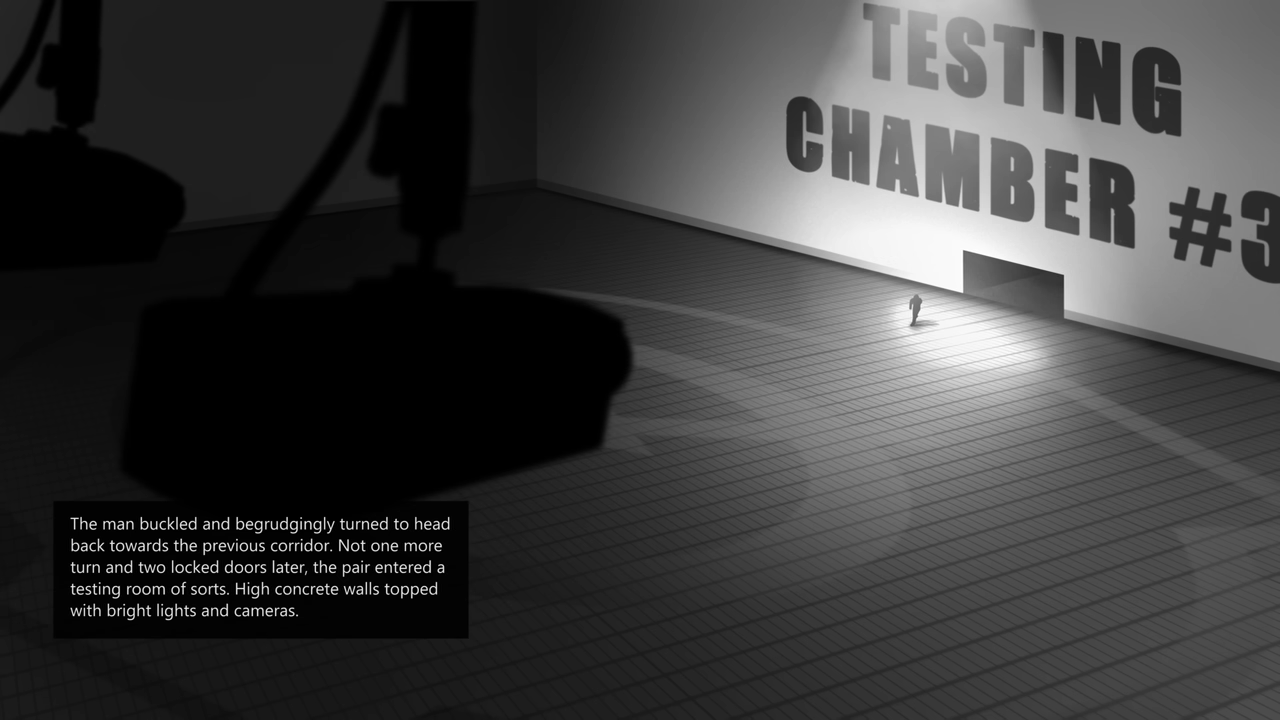 TESTING
CHAMBER #3
The man buckled and begrudgingly turned to head
back towards the previous corridor. Not one more
turn and two locked doors later, the pair entered a
testing room of sorts. High concrete walls topped
with bright lights and cameras.